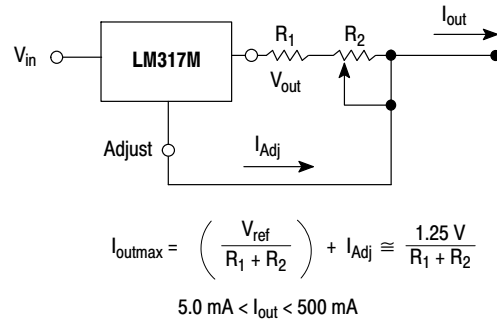 I_out
R_1 R_2
V_in LM317M
V_out
Adjust I_Adj
I_outmax = ( V_ref / R_1 + R_2 ) + I_Adj ≅ 1.25 V / R_1 + R_2
5.0 mA < I_out < 500 mA